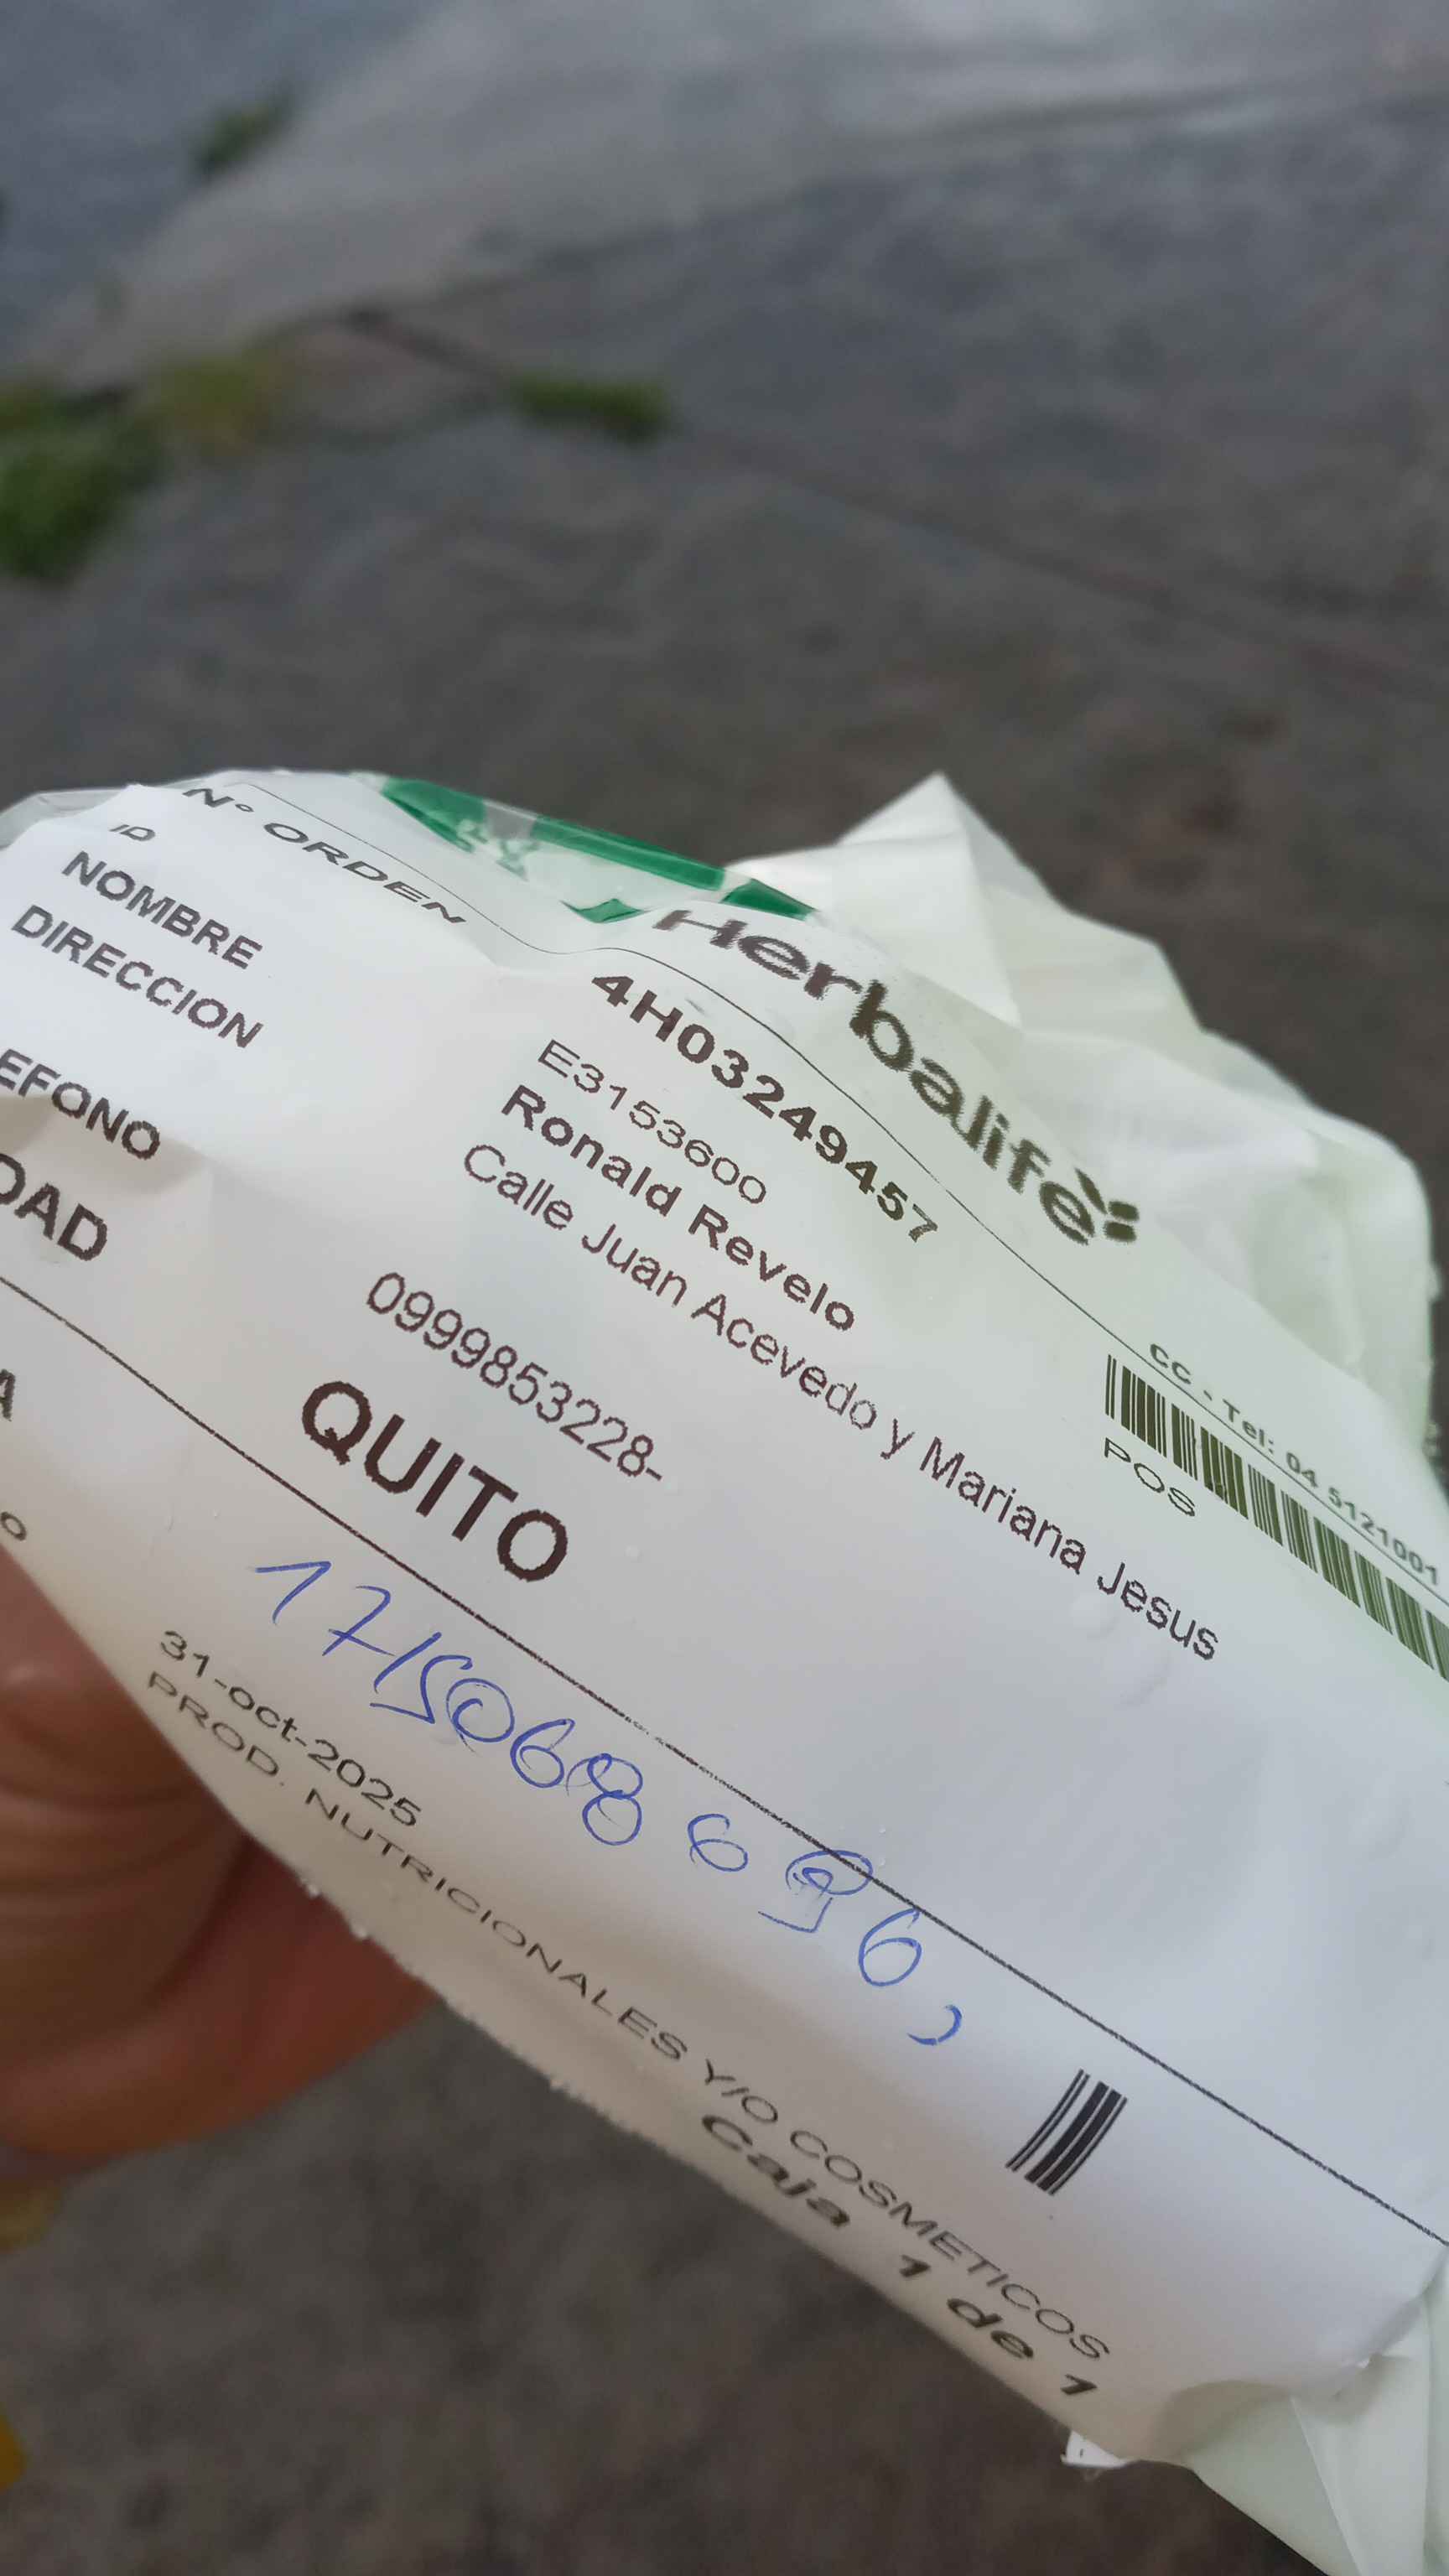 Herbalife
CC - Tel: 04 5121001
N° ORDEN 4H03249457
ID E3153600
NOMBRE Ronald Revelo
DIRECCION Calle Juan Acevedo y Mariana Jesus
POS
EFONO 0999853228-
DAD QUITO
A
O
31-oct-2025
PROD. NUTRICIONALES Y/O COSMETICOS
Caja 1 de 1